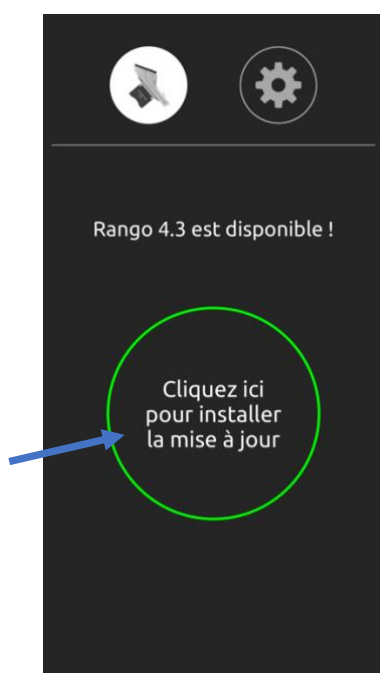 Rango 4.3 est disponible !
Cliquez ici
pour installer
la mise à jour